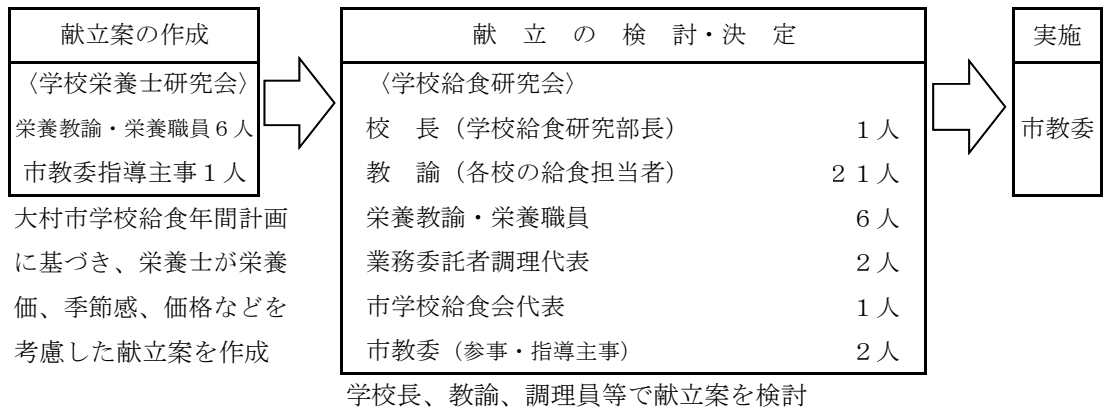 献立案の作成
〈学校栄養士研究会〉
栄養教諭・栄養職員6人
市教委指導主事1人
大村市学校給食年間計画
に基づき、栄養士が栄養
価、季節感、価格などを
考慮した献立案を作成
献 立 の 検 討・決 定
〈学校給食研究会〉
校 長(学校給食研究部長) 1人
教 諭(各校の給食担当者) 21人
栄養教諭・栄養職員 6人
業務委託者調理代表 2人
市学校給食会代表 1人
市教委(参事・指導主事) 2人
学校長、教諭、調理員等で献立案を検討
実施
市教委